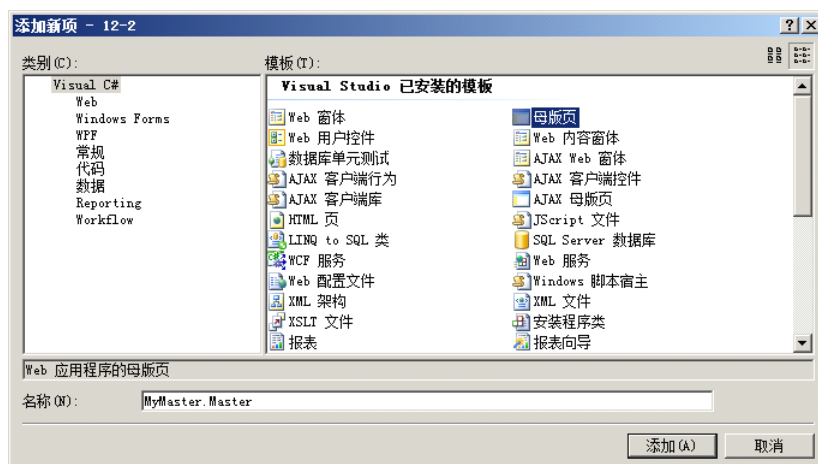 添加新项 - 12-2
类别(C):
模板(T):
Visual C#
Web
Windows Forms
WPF
常规
代码
数据
Reporting
Workflow
Visual Studio 已安装的模板
Web 窗体
母版页
Web 用户控件
Web 内容窗体
数据库单元测试
AJAX Web 窗体
AJAX 客户端行为
AJAX 客户端控件
AJAX 客户端库
AJAX 母版页
HTML 页
JScript 文件
LINQ to SQL 类
SQL Server 数据库
WCF 服务
Web 服务
Web 配置文件
Windows 脚本宿主
XML 架构
XML 文件
XSLT 文件
安装程序类
报表
报表向导
Web 应用程序的母版页
名称(N):
MyMaster.Master
添加(A)
取消